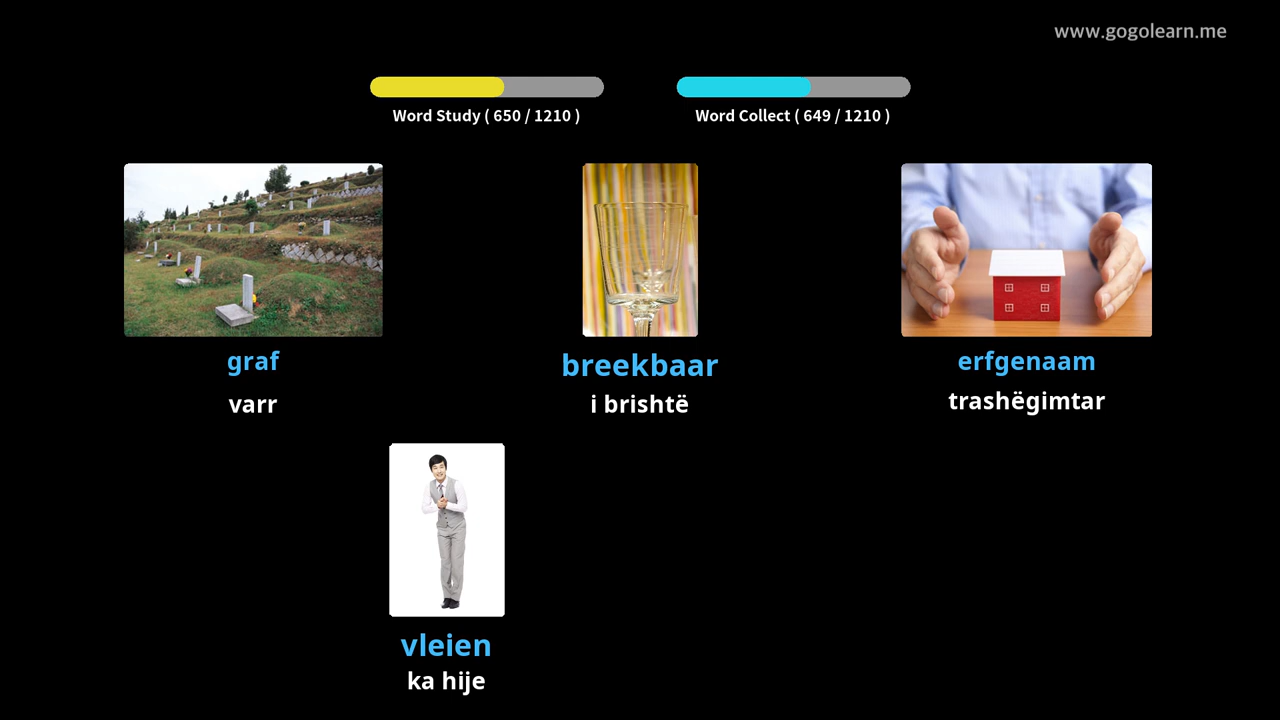 www.gogolearn.me
Word Study ( 650 / 1210 )
Word Collect ( 649 / 1210 )
graf
varr
breekbaar
i brishtë
erfgenaam
trashëgimtar
vleien
ka hije